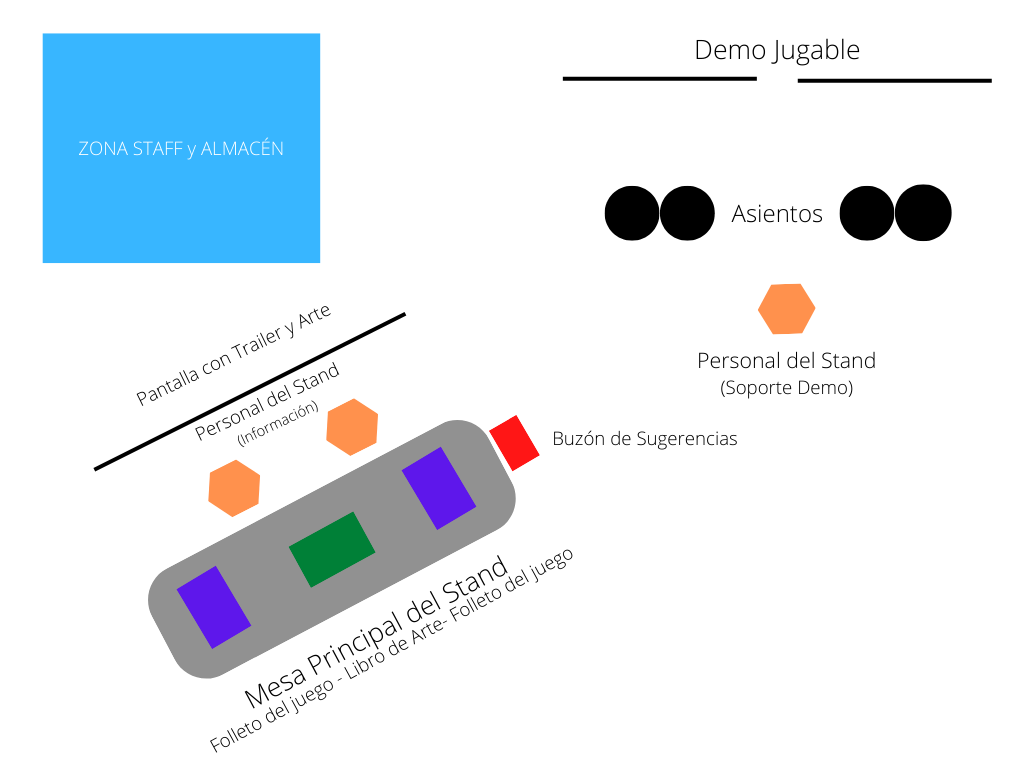 Demo Jugable
ZONA STAFF y ALMACÉN
Asientos
Pantalla con Trailer y Arte
Personal del Stand
(Soporte Demo)
Personal del Stand
(Información)
Buzón de Sugerencias
Mesa Principal del Stand
Folleto del juego - Libro de Arte- Folleto del juego